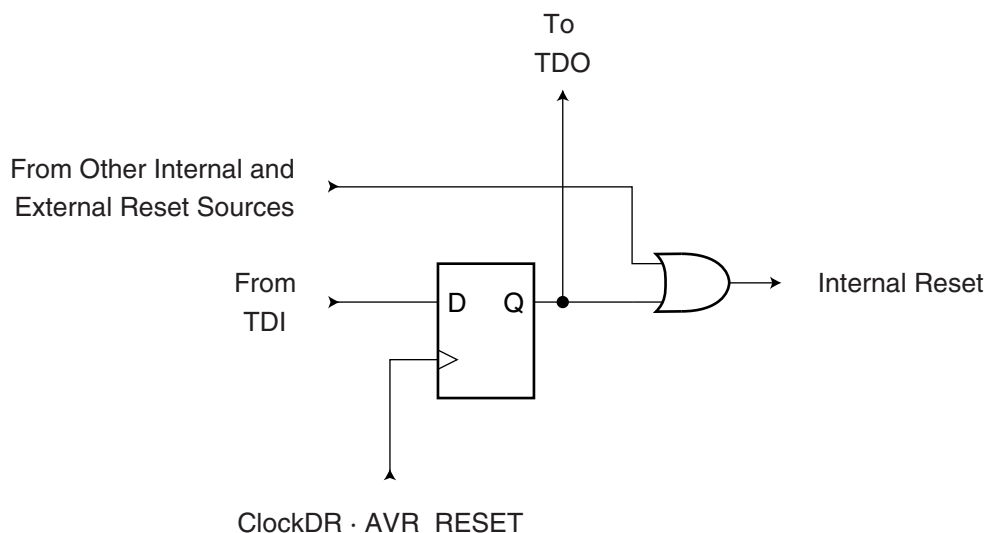 To
TDO
From Other Internal and
External Reset Sources
From
TDI
D
Q
Internal Reset
ClockDR · AVR RESET